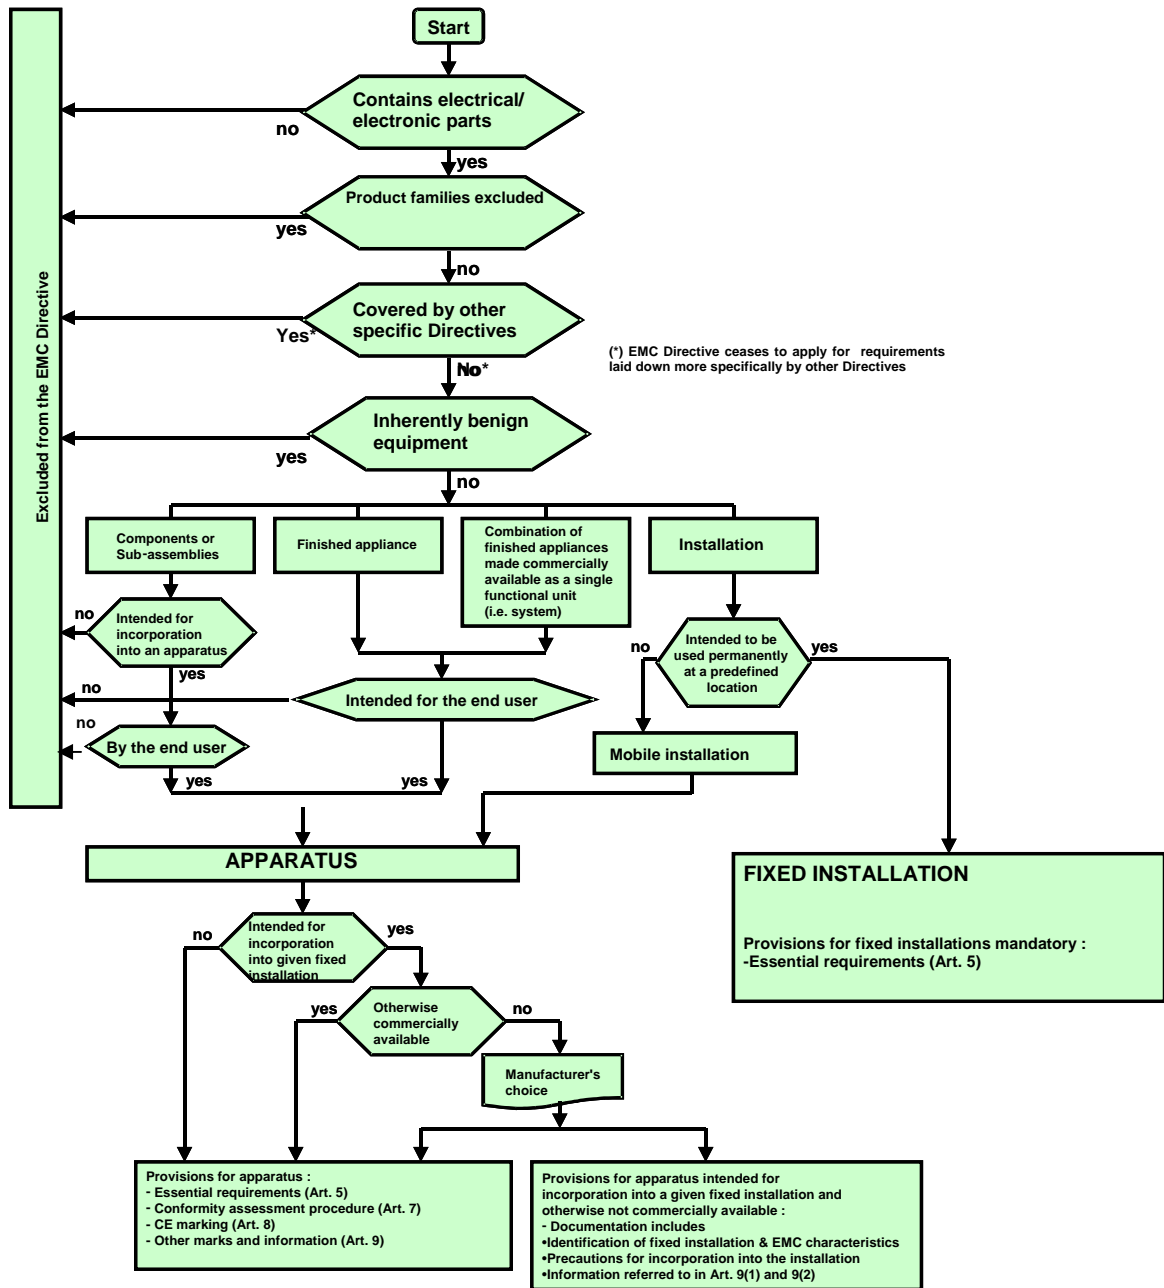 Start
Contains electrical/
electronic parts
no
yes
Product families excluded
yes
no
Covered by other
specific Directives
Yes*
No*
(*) EMC Directive ceases to apply for requirements
laid down more specifically by other Directives
Inherently benign
equipment
yes
no
Excluded from the EMC Directive
Components or
Sub-assemblies
Finished appliance
Combination of
finished appliances
made commercially
available as a single
functional unit
(i.e. system)
Installation
no
Intended for
incorporation
into an apparatus
yes
no
Intended to be
used permanently
at a predefined
location
yes
no
Intended for the end user
no
By the end user
yes
yes
Mobile installation
APPARATUS
FIXED INSTALLATION
Provisions for fixed installations mandatory :
-Essential requirements (Art. 5)
no
Intended for
incorporation
into given fixed
installation
yes
yes
Otherwise
commercially
available
no
Manufacturer's
choice
Provisions for apparatus :
- Essential requirements (Art. 5)
- Conformity assessment procedure (Art. 7)
- CE marking (Art. 8)
- Other marks and information (Art. 9)
Provisions for apparatus intended for
incorporation into a given fixed installation and
otherwise not commercially available :
- Documentation includes
•Identification of fixed installation & EMC characteristics
•Precautions for incorporation into the installation
•Information referred to in Art. 9(1) and 9(2)